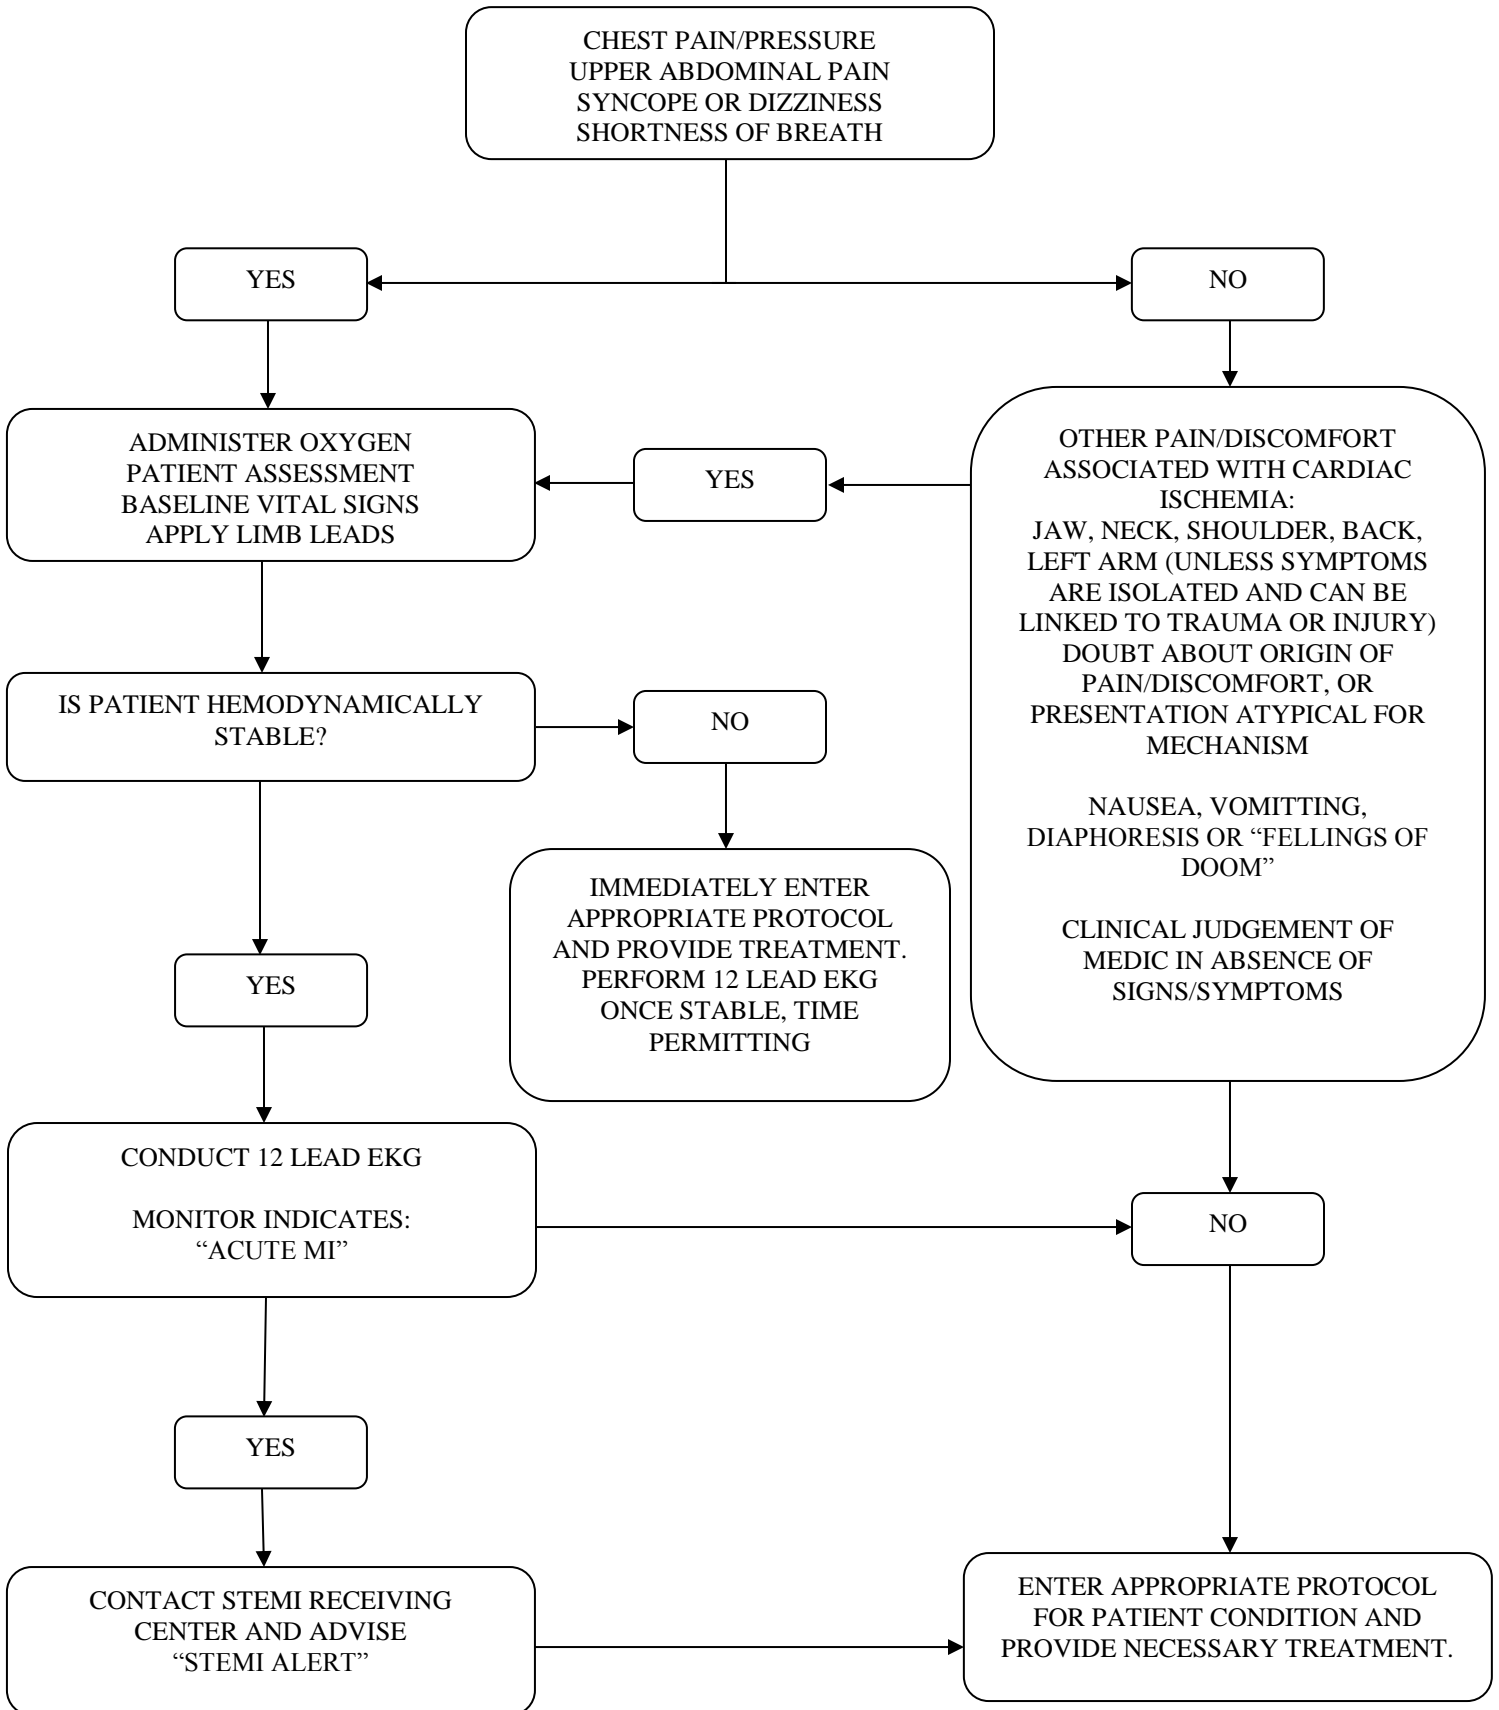 CHEST PAIN/PRESSURE
UPPER ABDOMINAL PAIN
SYNCOPE OR DIZZINESS
SHORTNESS OF BREATH
YES
NO
ADMINISTER OXYGEN
PATIENT ASSESSMENT
BASELINE VITAL SIGNS
APPLY LIMB LEADS
YES
OTHER PAIN/DISCOMFORT
ASSOCIATED WITH CARDIAC
ISCHEMIA:
JAW, NECK, SHOULDER, BACK,
LEFT ARM (UNLESS SYMPTOMS
ARE ISOLATED AND CAN BE
LINKED TO TRAUMA OR INJURY)
DOUBT ABOUT ORIGIN OF
PAIN/DISCOMFORT, OR
PRESENTATION ATYPICAL FOR
MECHANISM
NAUSEA, VOMITTING,
DIAPHORESIS OR “FELLINGS OF
DOOM”
CLINICAL JUDGEMENT OF
MEDIC IN ABSENCE OF
SIGNS/SYMPTOMS
IS PATIENT HEMODYNAMICALLY
STABLE?
NO
IMMEDIATELY ENTER
APPROPRIATE PROTOCOL
AND PROVIDE TREATMENT.
PERFORM 12 LEAD EKG
ONCE STABLE, TIME
PERMITTING
YES
CONDUCT 12 LEAD EKG
MONITOR INDICATES:
“ACUTE MI”
NO
YES
CONTACT STEMI RECEIVING
CENTER AND ADVISE
“STEMI ALERT”
ENTER APPROPRIATE PROTOCOL
FOR PATIENT CONDITION AND
PROVIDE NECESSARY TREATMENT.